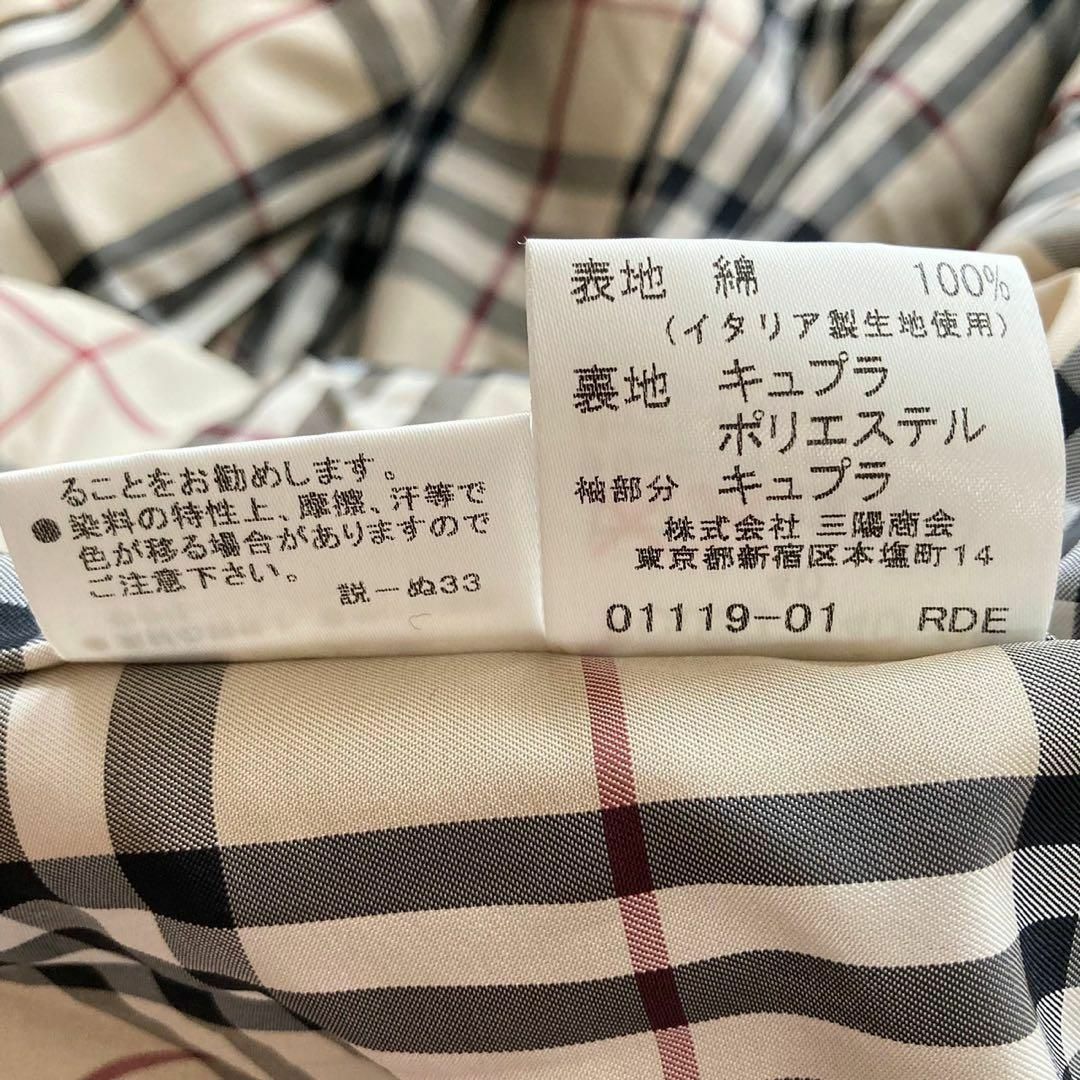 ることをお勧めします。
●染料の特性上、摩擦、汗等で
色が移る場合がありますので
ご注意下さい。
説－ぬ33
表地 綿 100%
(イタリア製生地使用)
裏地 キュプラ
ポリエステル
袖部分 キュプラ
株式会社 三陽商会
東京都新宿区本塩町14
01119-01 RDE